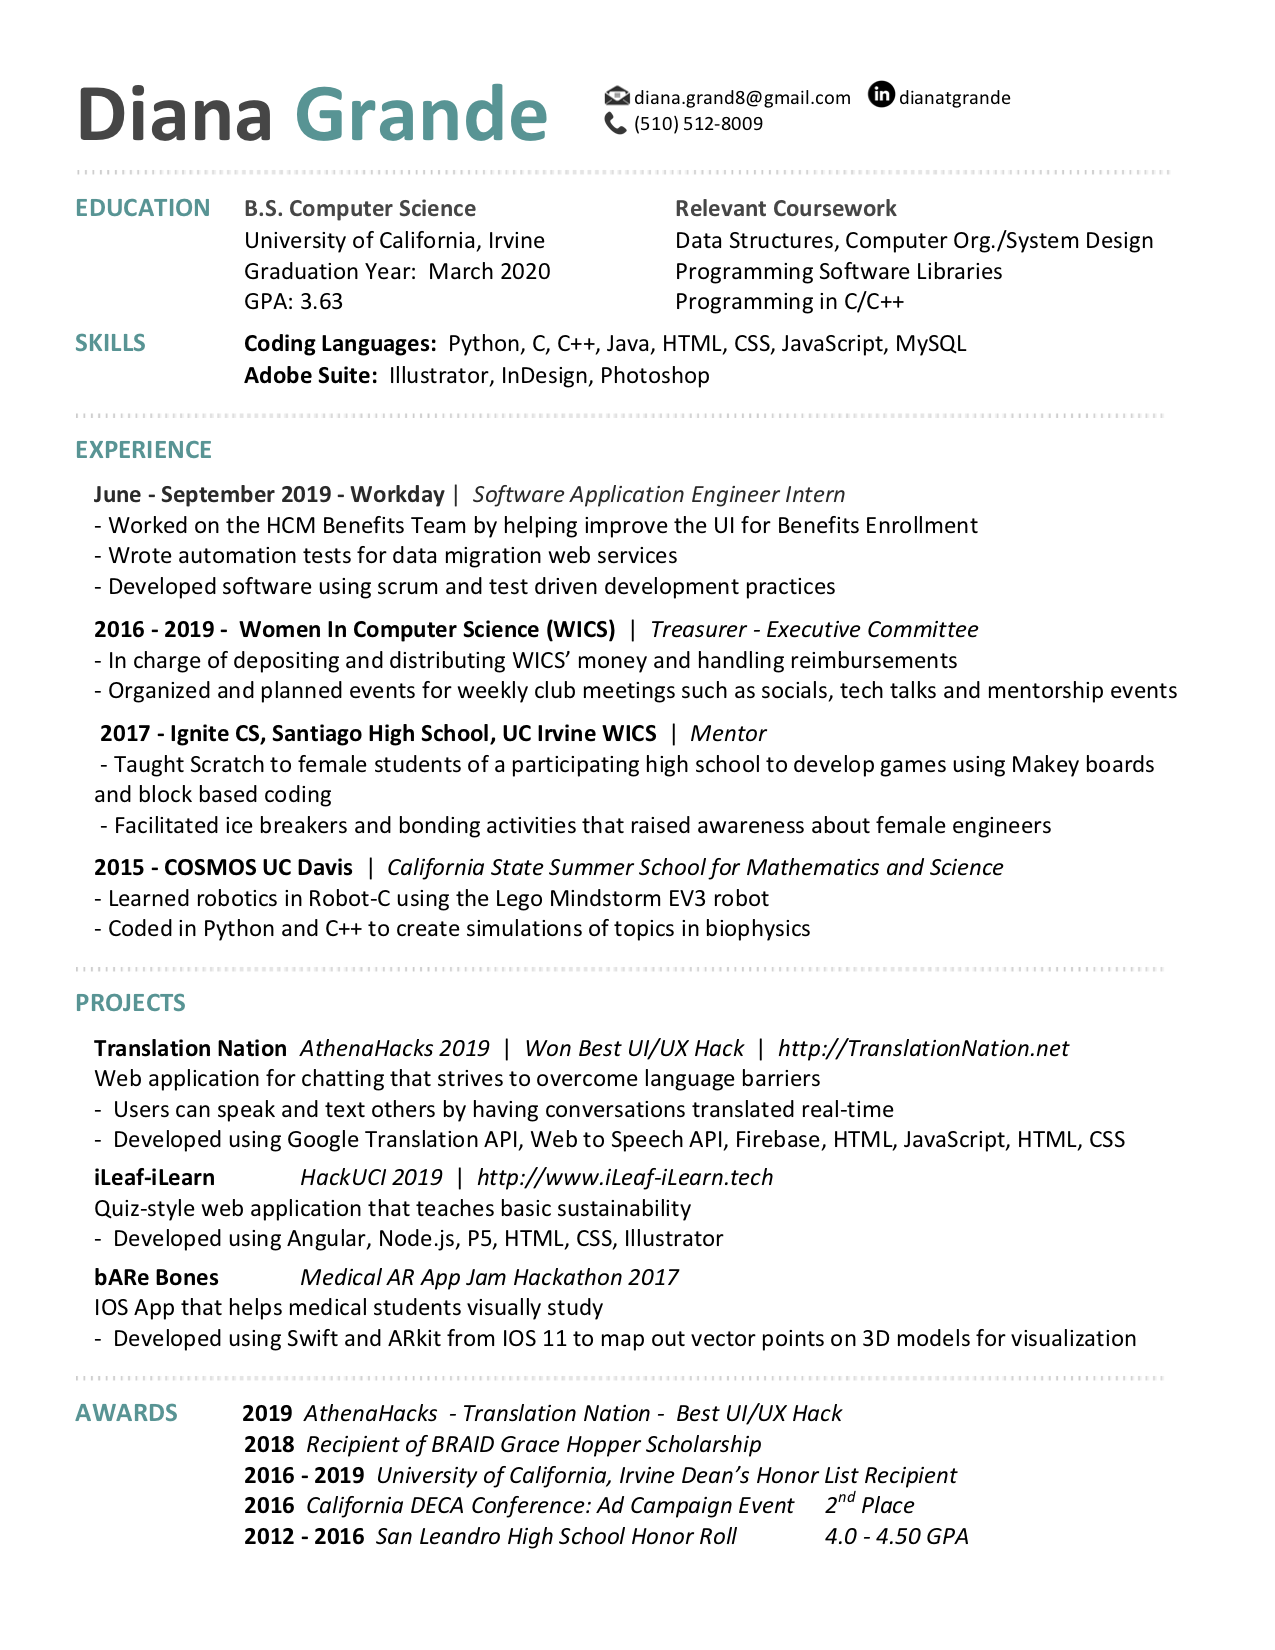 Diana Grande
diana.grand8@gmail.com dianatgrande
(510) 512-8009
EDUCATION
B.S. Computer Science
University of California, Irvine
Graduation Year: March 2020
GPA: 3.63
Relevant Coursework
Data Structures, Computer Org./System Design
Programming Software Libraries
Programming in C/C++
SKILLS
Coding Languages: Python, C, C++, Java, HTML, CSS, JavaScript, MySQL
Adobe Suite: Illustrator, InDesign, Photoshop
EXPERIENCE
June - September 2019 - Workday | Software Application Engineer Intern
- Worked on the HCM Benefits Team by helping improve the UI for Benefits Enrollment
- Wrote automation tests for data migration web services
- Developed software using scrum and test driven development practices
2016 - 2019 - Women In Computer Science (WICS) | Treasurer - Executive Committee
- In charge of depositing and distributing WICS’ money and handling reimbursements
- Organized and planned events for weekly club meetings such as socials, tech talks and mentorship events
2017 - Ignite CS, Santiago High School, UC Irvine WICS | Mentor
- Taught Scratch to female students of a participating high school to develop games using Makey boards
and block based coding
- Facilitated ice breakers and bonding activities that raised awareness about female engineers
2015 - COSMOS UC Davis | California State Summer School for Mathematics and Science
- Learned robotics in Robot-C using the Lego Mindstorm EV3 robot
- Coded in Python and C++ to create simulations of topics in biophysics
PROJECTS
Translation Nation AthenaHacks 2019 | Won Best UI/UX Hack | http://TranslationNation.net
Web application for chatting that strives to overcome language barriers
- Users can speak and text others by having conversations translated real-time
- Developed using Google Translation API, Web to Speech API, Firebase, HTML, JavaScript, HTML, CSS
iLeaf-iLearn HackUCI 2019 | http://www.iLeaf-iLearn.tech
Quiz-style web application that teaches basic sustainability
- Developed using Angular, Node.js, P5, HTML, CSS, Illustrator
bARe Bones Medical AR App Jam Hackathon 2017
IOS App that helps medical students visually study
- Developed using Swift and ARkit from IOS 11 to map out vector points on 3D models for visualization
AWARDS
2019 AthenaHacks - Translation Nation - Best UI/UX Hack
2018 Recipient of BRAID Grace Hopper Scholarship
2016 - 2019 University of California, Irvine Dean’s Honor List Recipient
2016 California DECA Conference: Ad Campaign Event 2nd Place
2012 - 2016 San Leandro High School Honor Roll 4.0 - 4.50 GPA